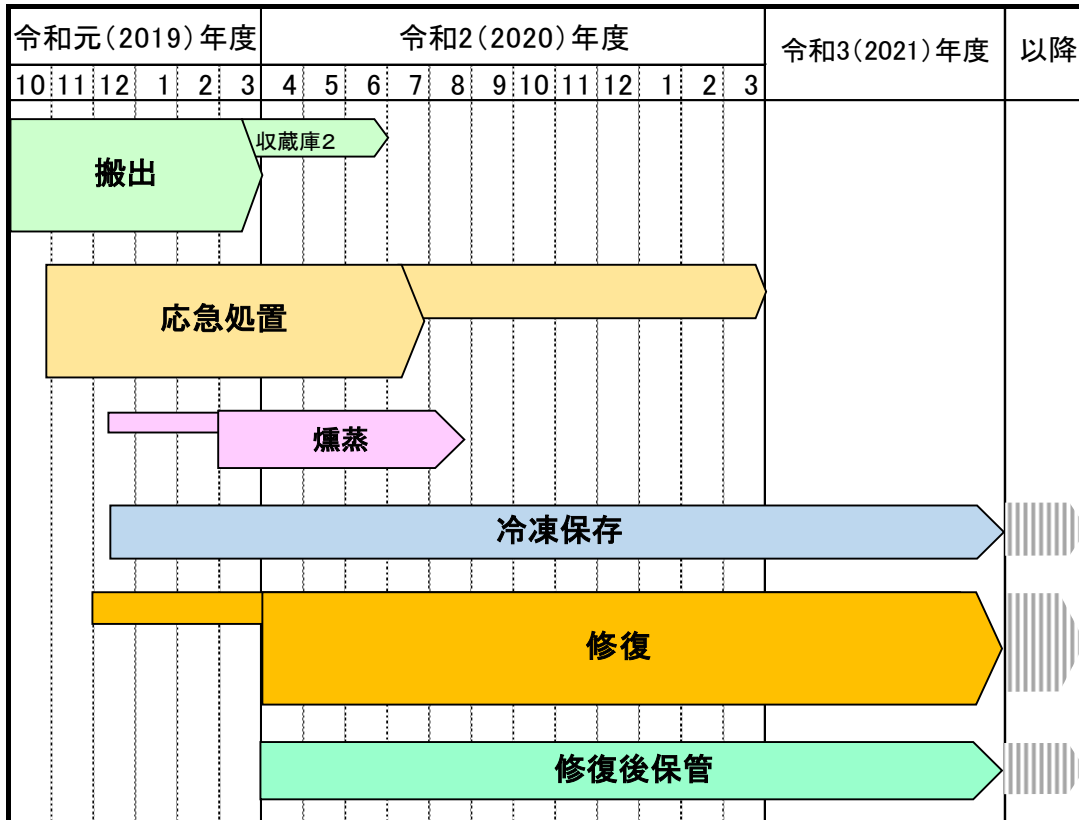 令和元(2019)年度 令和2(2020)年度 令和3(2021)年度 以降
10 11 12 1 2 3 4 5 6 7 8 9 10 11 12 1 2 3
収蔵庫2
搬出
応急処置
燻蒸
冷凍保存
修復
修復後保管